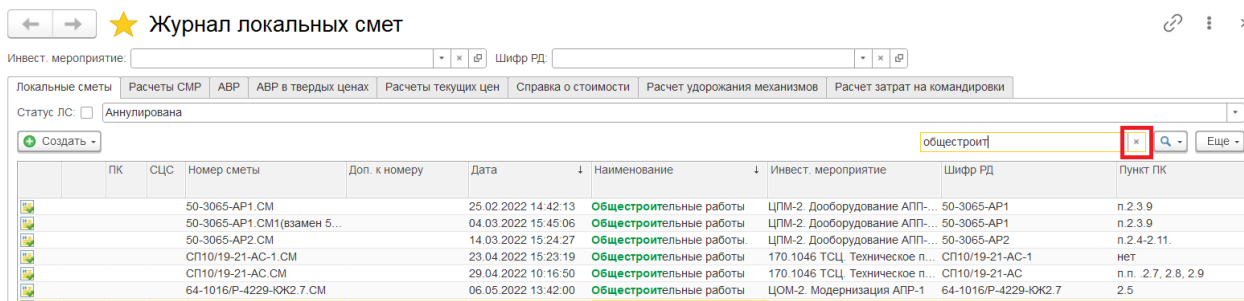 Журнал локальных смет
Инвест. мероприятие: Шифр РД:
Локальные сметы Расчеты СМР АВР АВР в твердых ценах Расчеты текущих цен Справка о стоимости Расчет удорожания механизмов Расчет затрат на командировки
Статус ЛС: Аннулирована
Создать общестроит Еще
ПК СЦС Номер сметы Доп. к номеру Дата ↓ Наименование ↓ Инвест. мероприятие Шифр РД Пункт ПК
50-3065-АР1.СМ 25.02.2022 14:42:13 Общестроительные работы ЦПМ-2. Дооборудование АПП-... 50-3065-АР1 п.2.3.9
50-3065-АР1.СМ1(взамен 5... 04.03.2022 15:45:06 Общестроительные работы ЦПМ-2. Дооборудование АПП-... 50-3065-АР1 п.2.3.9
50-3065-АР2.СМ 14.03.2022 15:24:27 Общестроительные работы. ЦПМ-2. Дооборудование АПП-... 50-3065-АР2 п.2.4-2.11.
СП10/19-21-АС-1.СМ 23.04.2022 15:23:19 Общестроительные работы 170.1046 ТСЦ. Техническое п... СП10/19-21-АС-1 нет
СП10/19-21-АС.СМ 29.04.2022 10:16:50 Общестроительные работы 170.1046 ТСЦ. Техническое п... СП10/19-21-АС п.п. .2.7, 2.8, 2.9
64-1016/Р-4229-КЖ2.7.СМ 06.05.2022 13:42:00 Общестроительные работы ЦОМ-2. Модернизация АПР-1 64-1016/Р-4229-КЖ2.7 2.5